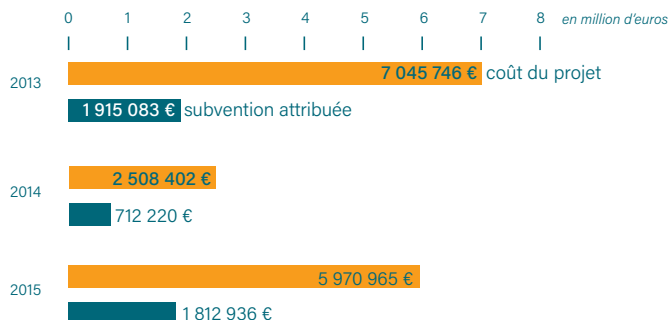 0 1 2 3 4 5 6 7 8 en million d'euros
2013
7 045 746 € coût du projet
1 915 083 € subvention attribuée
2014
2 508 402 €
712 220 €
2015
5 970 965 €
1 812 936 €